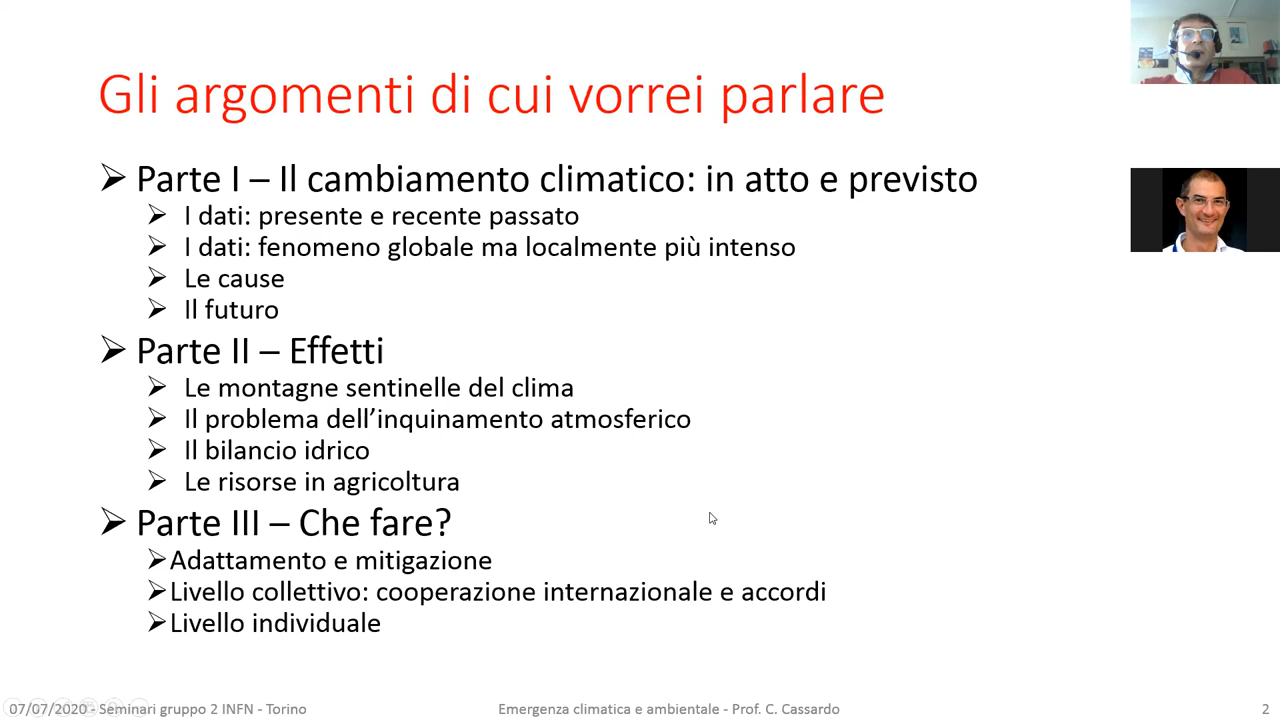 Gli argomenti di cui vorrei parlare
Parte I – Il cambiamento climatico: in atto e previsto
I dati: presente e recente passato
I dati: fenomeno globale ma localmente più intenso
Le cause
Il futuro
Parte II – Effetti
Le montagne sentinelle del clima
Il problema dell’inquinamento atmosferico
Il bilancio idrico
Le risorse in agricoltura
Parte III – Che fare?
Adattamento e mitigazione
Livello collettivo: cooperazione internazionale e accordi
Livello individuale
07/07/2020 - Seminari gruppo 2 INFN - Torino
Emergenza climatica e ambientale - Prof. C. Cassardo
2